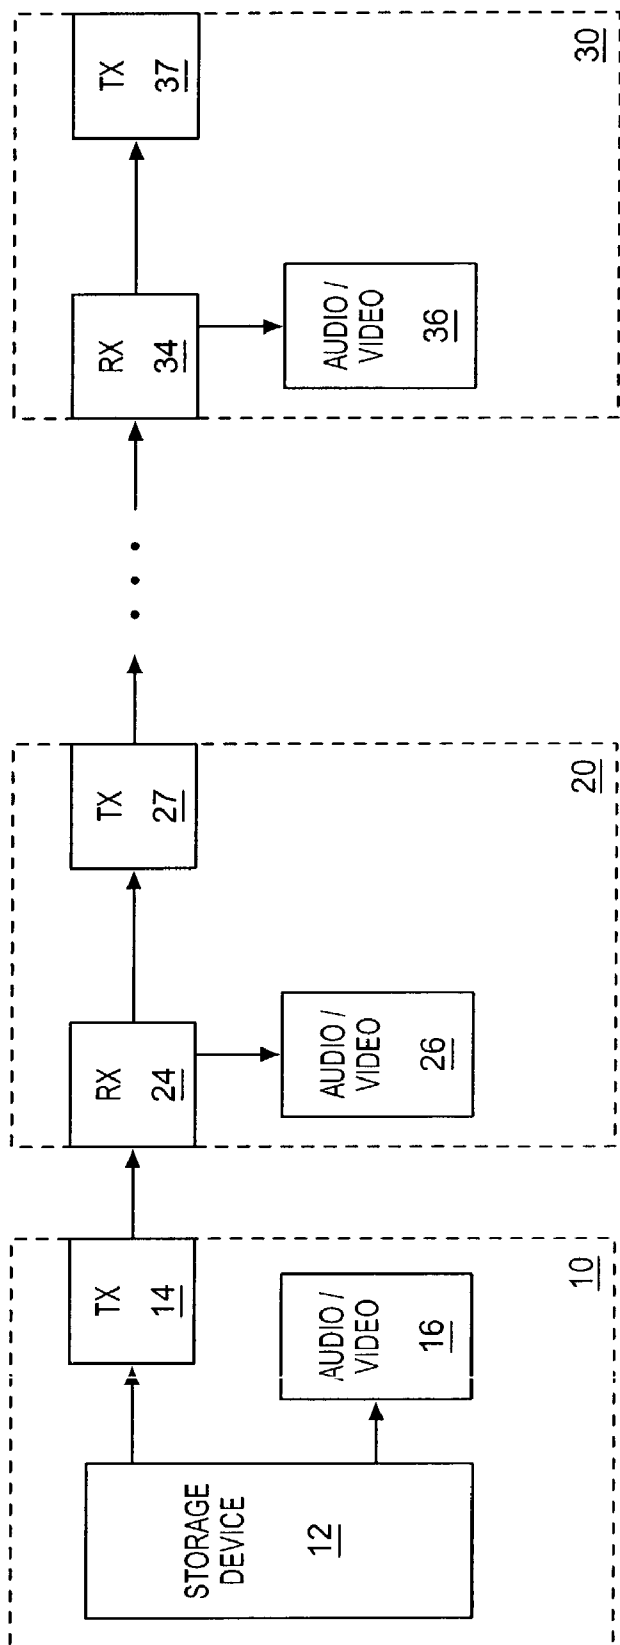 STORAGE
DEVICE
12
TX
14
AUDIO /
VIDEO
16
10
RX
24
TX
27
AUDIO /
VIDEO
26
20
RX
34
TX
37
AUDIO /
VIDEO
36
30